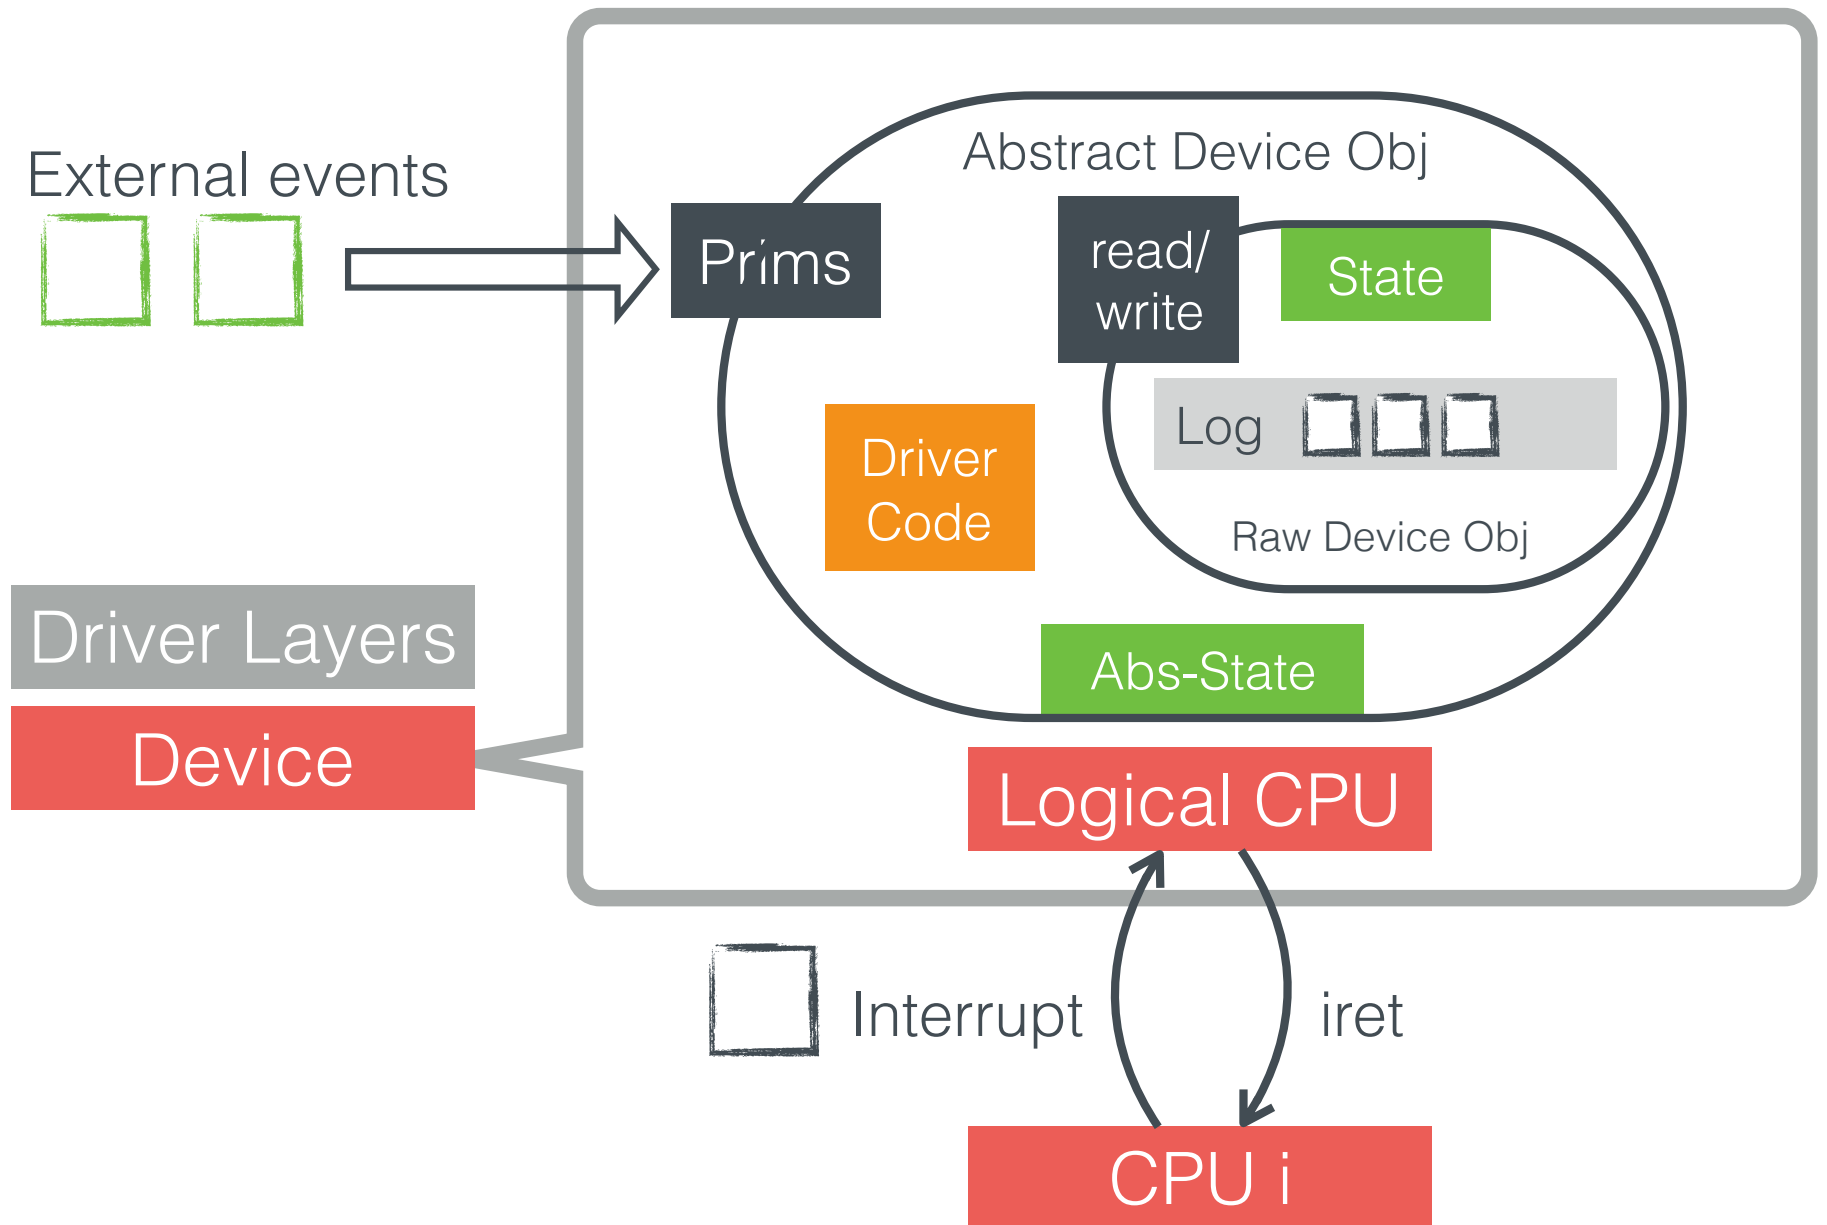 External events
Abstract Device Obj
Prims
read/
write
State
Log
Driver
Code
Raw Device Obj
Driver Layers
Abs-State
Device
Logical CPU
Interrupt
iret
CPU i